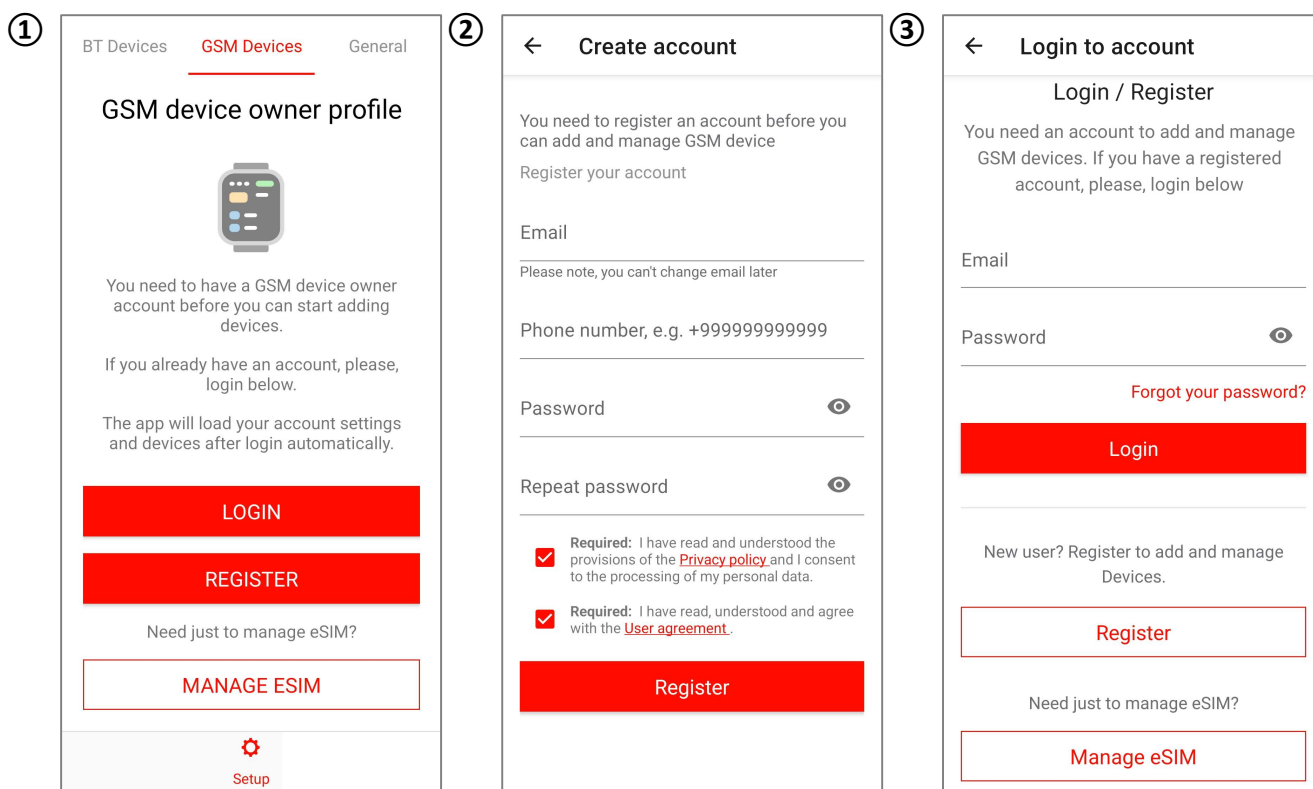 ①
BT Devices GSM Devices General
GSM device owner profile
You need to have a GSM device owner
account before you can start adding
devices.
If you already have an account, please,
login below.
The app will load your account settings
and devices after login automatically.
LOGIN
REGISTER
Need just to manage eSIM?
MANAGE ESIM
Setup
②
Create account
You need to register an account before you
can add and manage GSM device
Register your account
Email
Please note, you can't change email later
Phone number, e.g. +999999999999
Password
Repeat password
Required: I have read and understood the
provisions of the Privacy policy and I consent
to the processing of my personal data.
Required: I have read, understood and agree
with the User agreement .
Register
③
Login to account
Login / Register
You need an account to add and manage
GSM devices. If you have a registered
account, please, login below
Email
Password
Forgot your password?
Login
New user? Register to add and manage
Devices.
Register
Need just to manage eSIM?
Manage eSIM